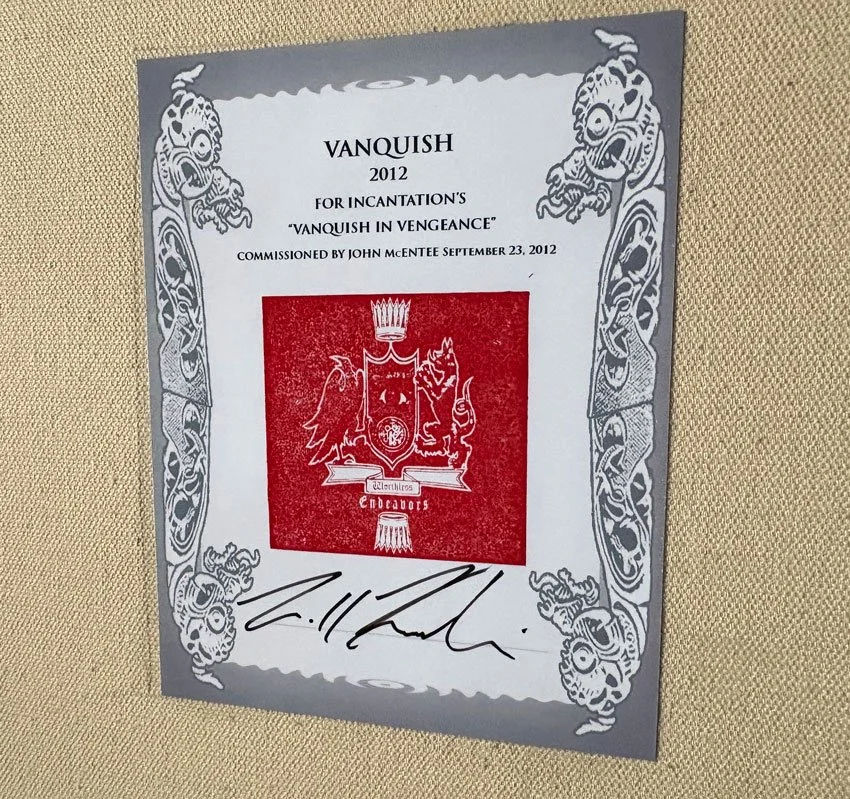 VANQUISH
2012
FOR INCANTATION'S
"VANQUISH IN VENGEANCE"
COMMISSIONED BY JOHN McENTEE SEPTEMBER 23, 2012
Worthless
Endeavors